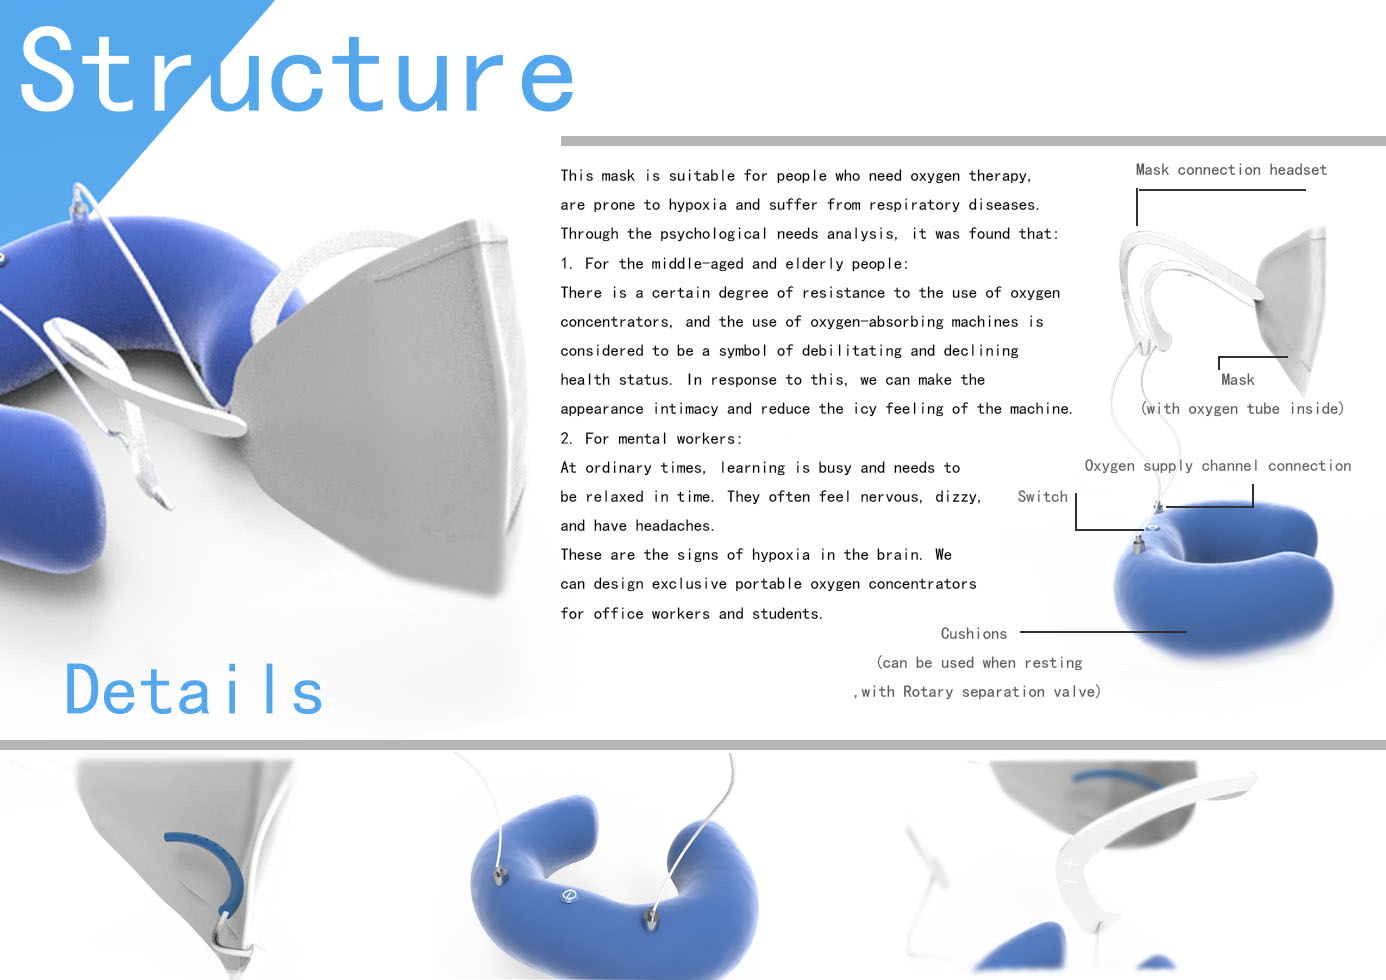 Structure
This mask is suitable for people who need oxygen therapy,
are prone to hypoxia and suffer from respiratory diseases.
Through the psychological needs analysis, it was found that:
1. For the middle-aged and elderly people:
There is a certain degree of resistance to the use of oxygen
concentrators, and the use of oxygen-absorbing machines is
considered to be a symbol of debilitating and declining
health status. In response to this, we can make the
appearance intimacy and reduce the icy feeling of the machine.
2. For mental workers:
At ordinary times, learning is busy and needs to
be relaxed in time. They often feel nervous, dizzy,
and have headaches.
These are the signs of hypoxia in the brain. We
can design exclusive portable oxygen concentrators
for office workers and students.
Mask connection headset
Mask
(with oxygen tube inside)
Oxygen supply channel connection
Switch
Cushions
(can be used when resting
,with Rotary separation valve)
Details
+
-